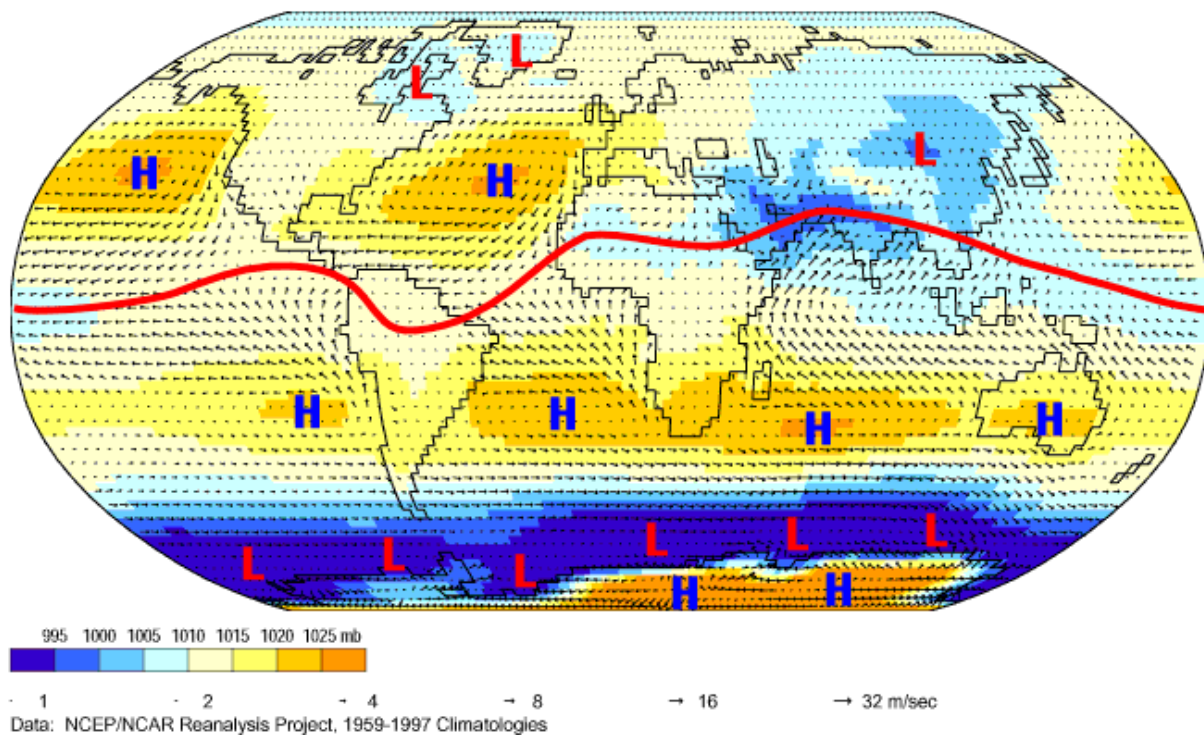 L
L
H
H
L
H
H
H
H
L
L
L
L
L
L
H
H
995 1000 1005 1010 1015 1020 1025 mb
1 2 4 8 16 32 m/sec
Data: NCEP/NCAR Reanalysis Project, 1959-1997 Climatologies